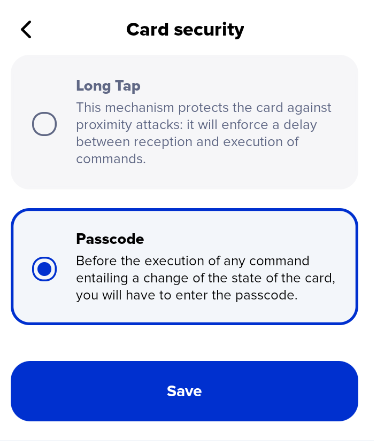 Card security
Long Tap
This mechanism protects the card against
proximity attacks: it will enforce a delay
between reception and execution of
commands.
Passcode
Before the execution of any command
entailing a change of the state of the card,
you will have to enter the passcode.
Save